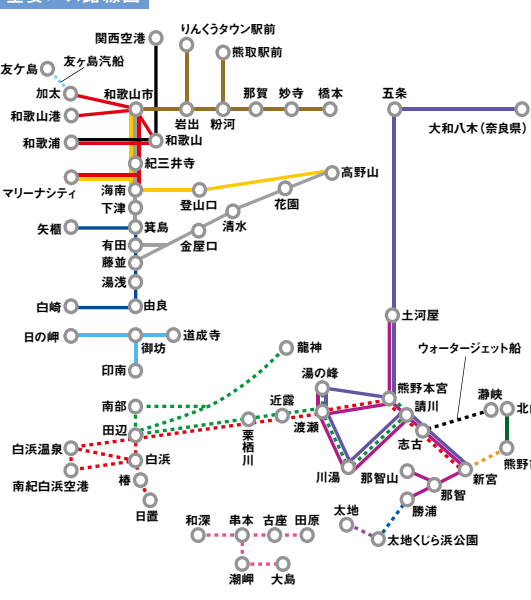 関西空港
りんくうタウン駅前
熊取駅前
友ケ島
友ヶ島汽船
加太
和歌山市
那賀
妙寺
橋本
五条
和歌山港
岩出
粉河
大和八木(奈良県)
和歌浦
和歌山
紀三井寺
高野山
マリーナシティ
海南
登山口
花園
下津
矢櫃
箕島
清水
有田
金屋口
藤並
湯浅
白崎
由良
土河屋
日の岬
御坊
道成寺
ウォータージェット船
龍神
印南
湯の峰
熊野本宮
瀞峡
南部
近露
請川
田辺
渡瀬
志古
白浜温泉
栗栖川
白浜
川湯
那智山
新宮
南紀白浜空港
椿
那智
日置
勝浦
和深
串本
古座
田原
太地
太地くじら浜公園
潮岬
大島